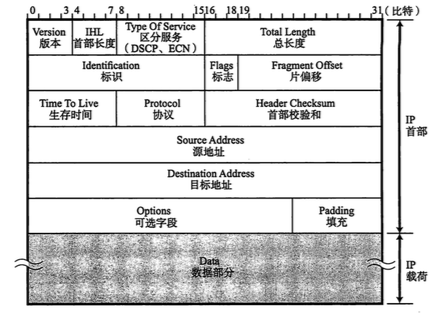 0 3 4 7 8 15 16 18 19 31 (比特)
Version IHL Type Of Service Total Length
版本 首部长度 区分服务 总长度
(DSCP, ECN)
Identification Flags Fragment Offset
标识 标志 片偏移
Time To Live Protocol Header Checksum
生存时间 协议 首部校验和
IP
首部
Source Address
源地址
Destination Address
目标地址
Options Padding
可选字段 填充
Data
数据部分
IP
载荷